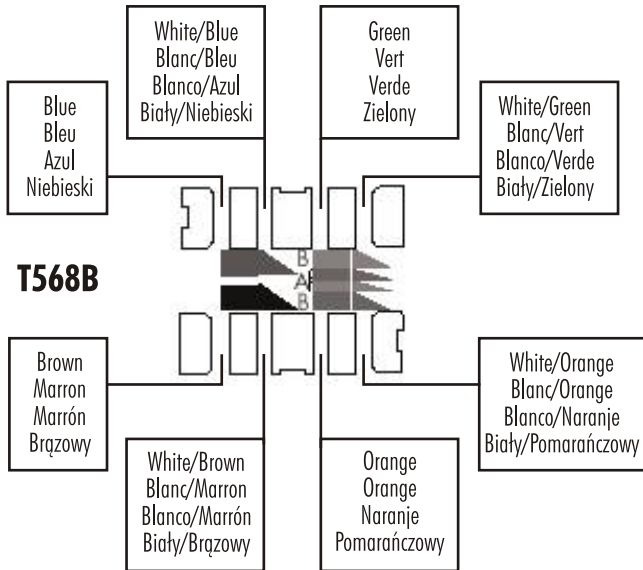 White/Blue
Blanc/Bleu
Blanco/Azul
Biały/Niebieski
Green
Vert
Verde
Zielony
Blue
Bleu
Azul
Niebieski
White/Green
Blanc/Vert
Blanco/Verde
Biały/Zielony
T568B
B
A
B
Brown
Marron
Marrón
Brązowy
White/Orange
Blanc/Orange
Blanco/Naranje
Biały/Pomarańczowy
White/Brown
Blanc/Marron
Blanco/Marrón
Biały/Brązowy
Orange
Orange
Naranje
Pomarańczowy